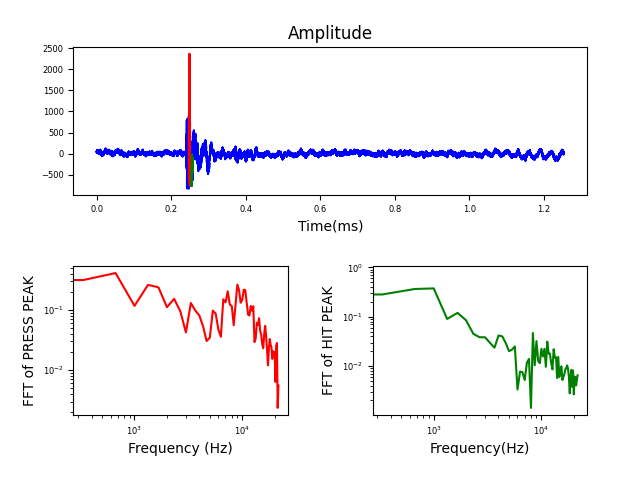 Amplitude
2500
2000
1500
1000
500
0
−500
0.0 0.2 0.4 0.6 0.8 1.0 1.2
Time(ms)
FFT of PRESS PEAK
10⁻¹
10⁻²
10³ 10⁴
Frequency (Hz)
FFT of HIT PEAK
10⁰
10⁻¹
10⁻²
10³ 10⁴
Frequency(Hz)